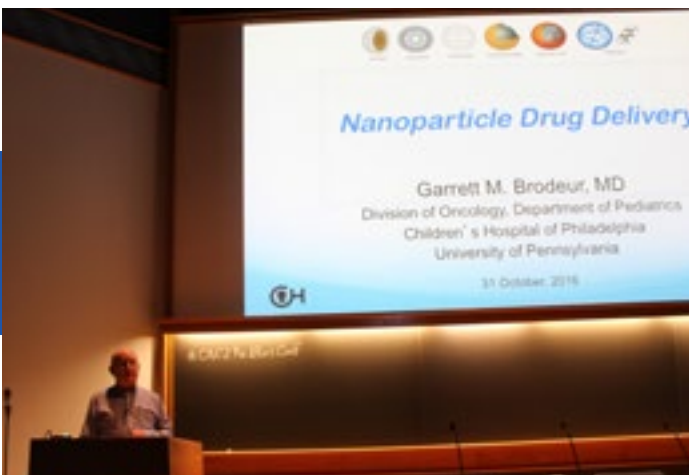 Nanoparticle Drug Delivery
Garrett M. Brodeur, MD
Division of Oncology, Department of Pediatrics
Children's Hospital of Philadelphia
University of Pennsylvania
31 October, 2016